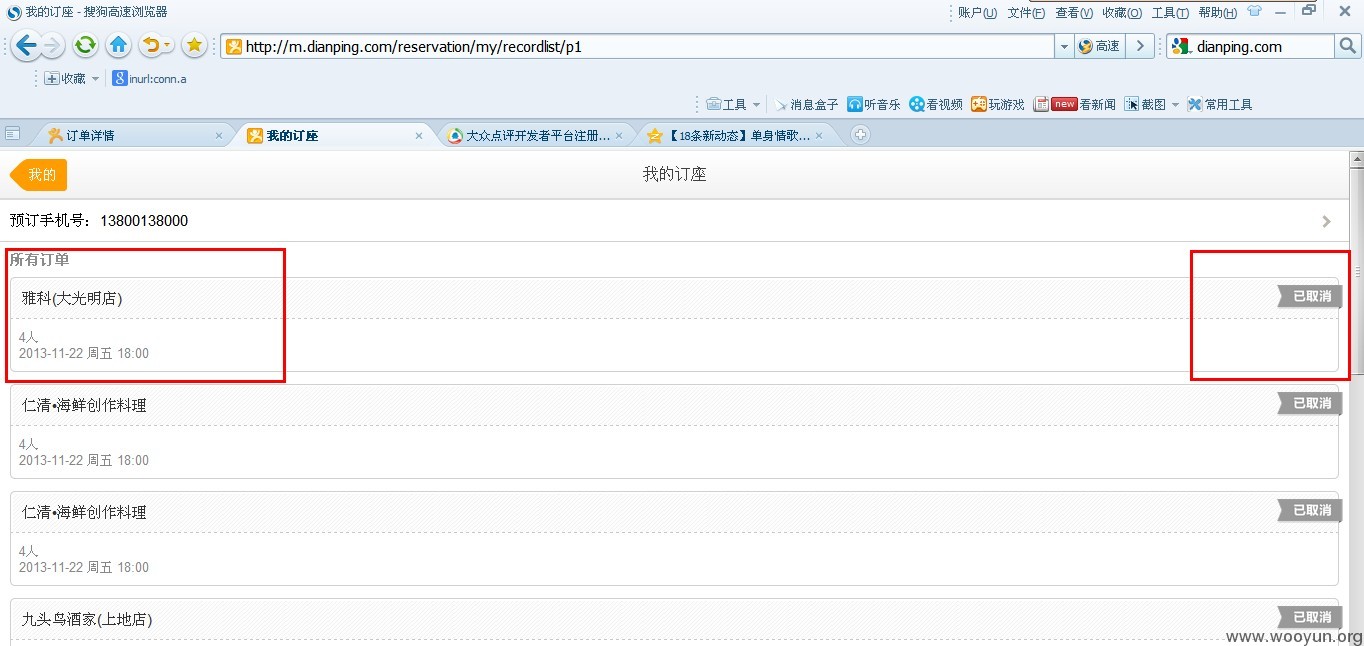 我的订座 - 搜狗高速浏览器
账户(U) 文件(F) 查看(V) 收藏(O) 工具(T) 帮助(H)
http://m.dianping.com/reservation/my/recordlist/p1
高速
dianping.com
收藏
inurl:conn.a
工具 消息盒子 听音乐 看视频 玩游戏 new 看新闻 截图 常用工具
订单详情
我的订座
大众点评开发者平台注册...
【18条新动态】单身情歌...
我的
我的订座
预订手机号：13800138000
所有订单
雅科(大光明店)
已取消
4人
2013-11-22 周五 18:00
仁清•海鲜创作料理
已取消
4人
2013-11-22 周五 18:00
仁清•海鲜创作料理
已取消
4人
2013-11-22 周五 18:00
九头鸟酒家(上地店)
已取消
www.wooyun.org